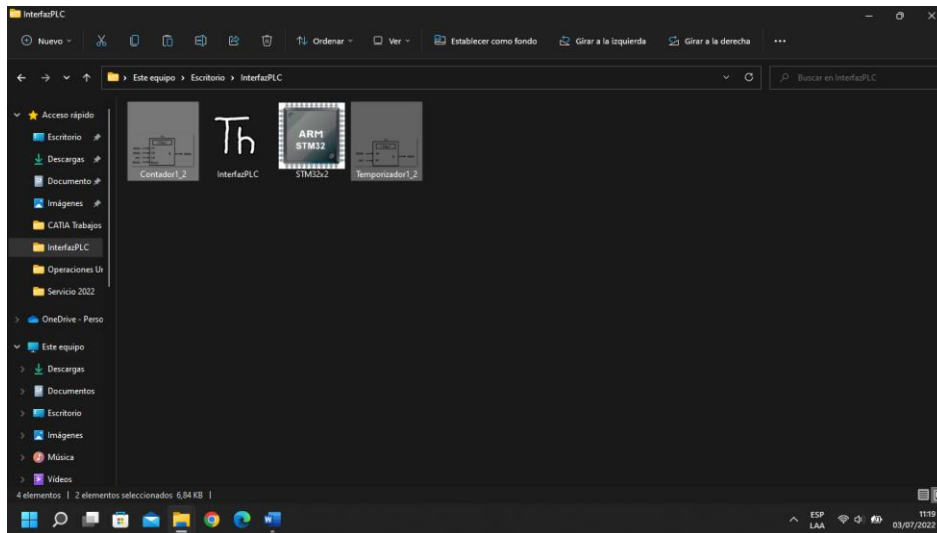 InterfazPLC
Nuevo
Ordenar
Ver
Establecer como fondo
Girar a la izquierda
Girar a la derecha
Este equipo › Escritorio › InterfazPLC
Buscar en InterfazPLC
Acceso rápido
Escritorio
Descargas
Documento
Imágenes
CATIA Trabajos
InterfazPLC
Operaciones Ur
Servicio 2022
OneDrive - Perso
Este equipo
Descargas
Documentos
Escritorio
Imágenes
Música
Vídeos
Contador1_2
Th
InterfazPLC
ARM
STM32
STM32x2
Temporizador1_2
4 elementos | 2 elementos seleccionados 6,84 KB |
ESP
LAA
11:19
03/07/2022